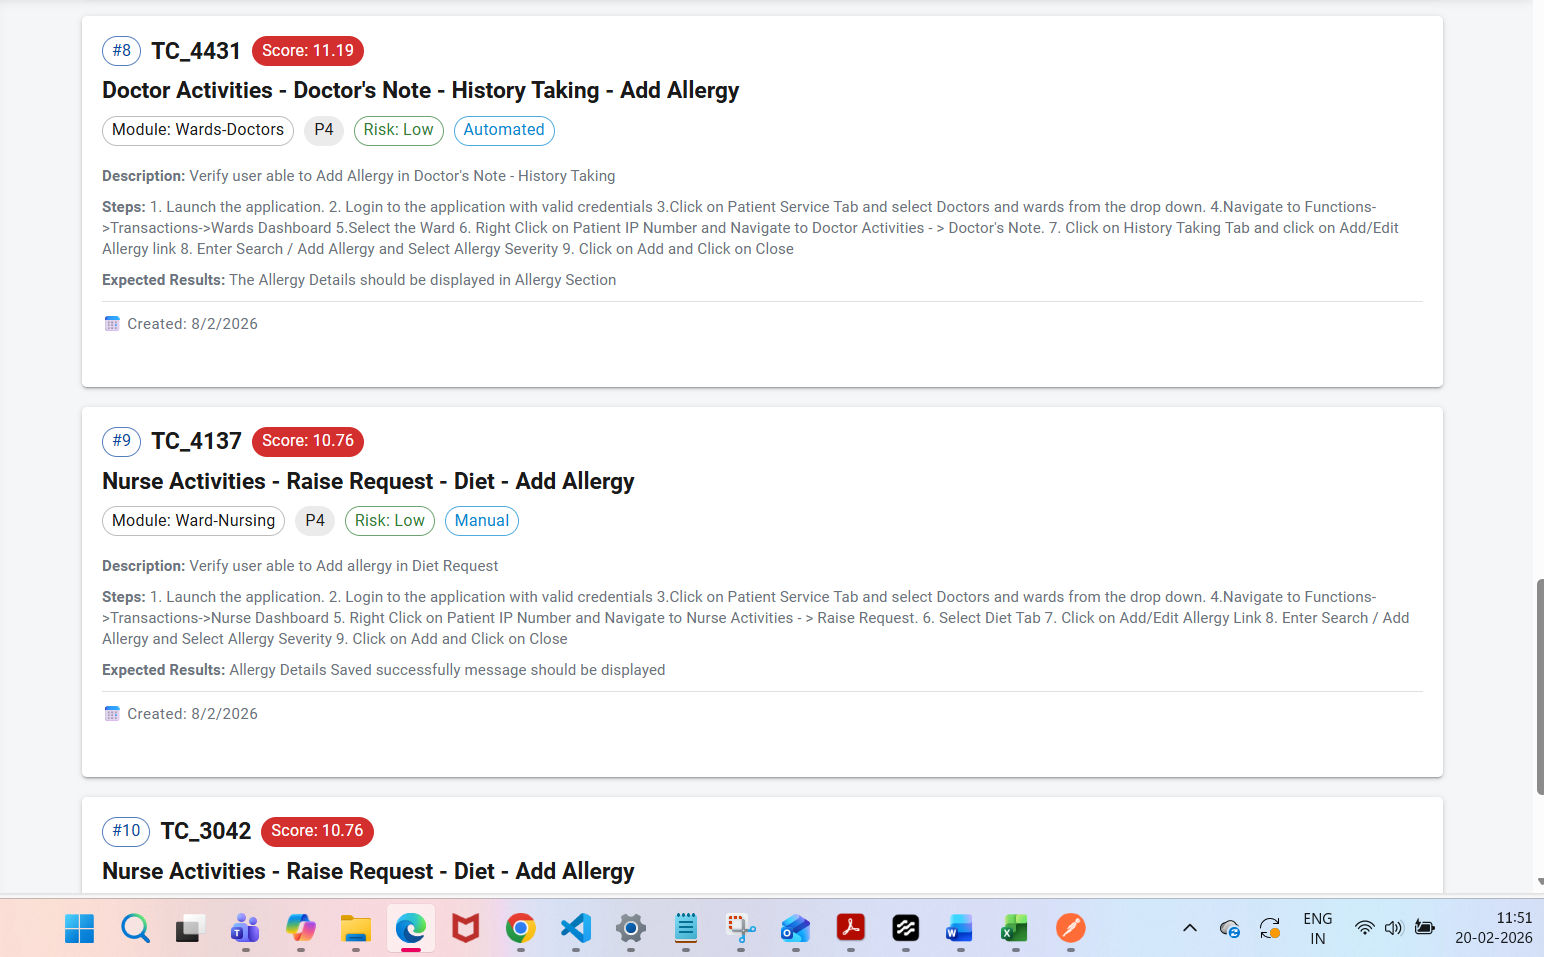 #8 TC_4431 Score: 11.19
Doctor Activities - Doctor's Note - History Taking - Add Allergy
Module: Wards-Doctors P4 Risk: Low Automated
Description: Verify user able to Add Allergy in Doctor's Note - History Taking
Steps: 1. Launch the application. 2. Login to the application with valid credentials 3.Click on Patient Service Tab and select Doctors and wards from the drop down. 4.Navigate to Functions-
>Transactions->Wards Dashboard 5.Select the Ward 6. Right Click on Patient IP Number and Navigate to Doctor Activities - > Doctor's Note. 7. Click on History Taking Tab and click on Add/Edit
Allergy link 8. Enter Search / Add Allergy and Select Allergy Severity 9. Click on Add and Click on Close
Expected Results: The Allergy Details should be displayed in Allergy Section
Created: 8/2/2026
#9 TC_4137 Score: 10.76
Nurse Activities - Raise Request - Diet - Add Allergy
Module: Ward-Nursing P4 Risk: Low Manual
Description: Verify user able to Add allergy in Diet Request
Steps: 1. Launch the application. 2. Login to the application with valid credentials 3.Click on Patient Service Tab and select Doctors and wards from the drop down. 4.Navigate to Functions-
>Transactions->Nurse Dashboard 5. Right Click on Patient IP Number and Navigate to Nurse Activities - > Raise Request. 6. Select Diet Tab 7. Click on Add/Edit Allergy Link 8. Enter Search / Add
Allergy and Select Allergy Severity 9. Click on Add and Click on Close
Expected Results: Allergy Details Saved successfully message should be displayed
Created: 8/2/2026
#10 TC_3042 Score: 10.76
Nurse Activities - Raise Request - Diet - Add Allergy
ENG
IN
11:51
20-02-2026